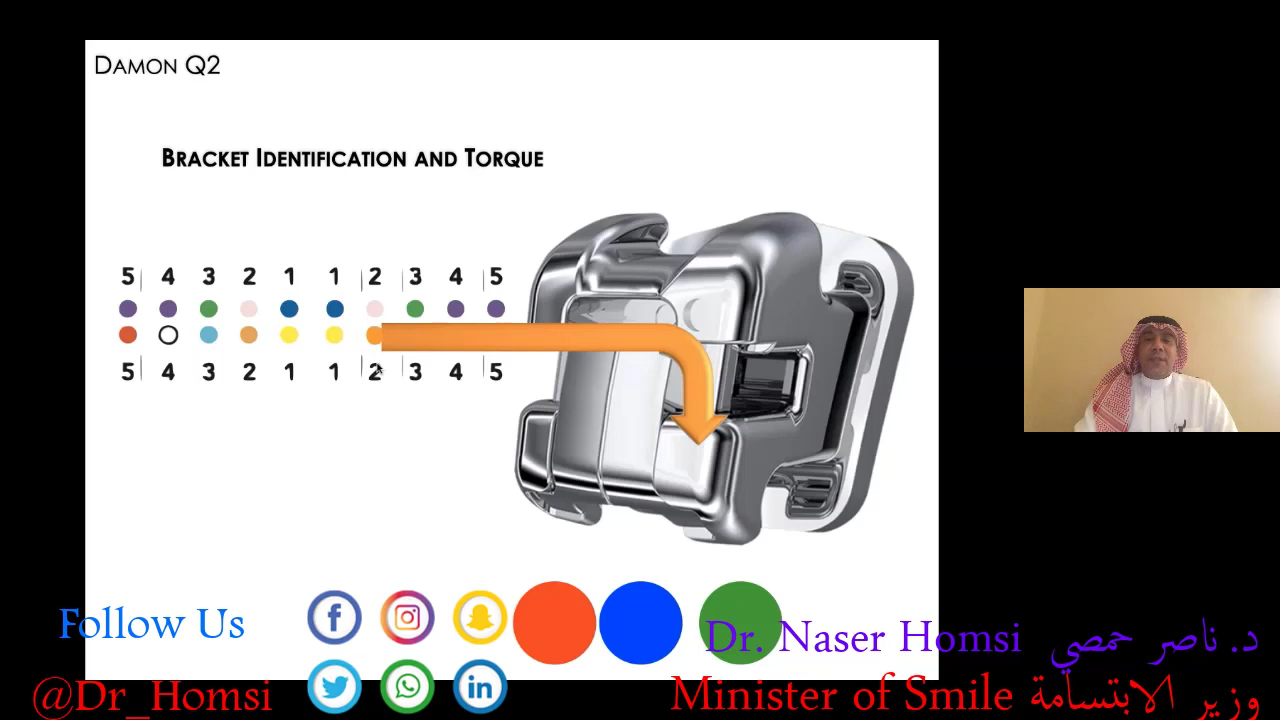 DAMON Q2
BRACKET IDENTIFICATION AND TORQUE
5 4 3 2 1 1 2 3 4 5
5 4 3 2 1 1 2 3 4 5
Follow Us
Dr. Naser Homsi د. ناصر حمصي
@Dr_Homsi
Minister of Smile وزير الابتسامة